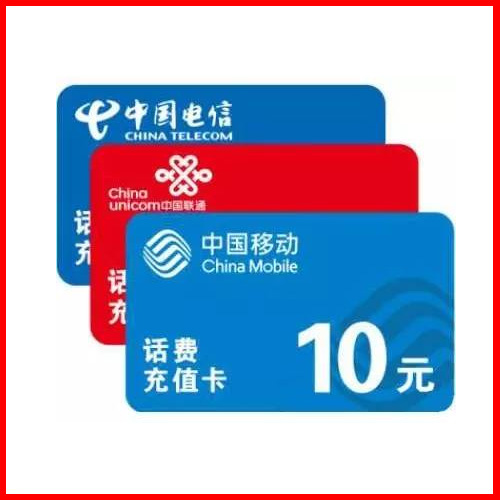 中国电信
CHINA TELECOM
话
充
China
unicom中国联通
话
充
中国移动
China Mobile
话费
充值卡
10元